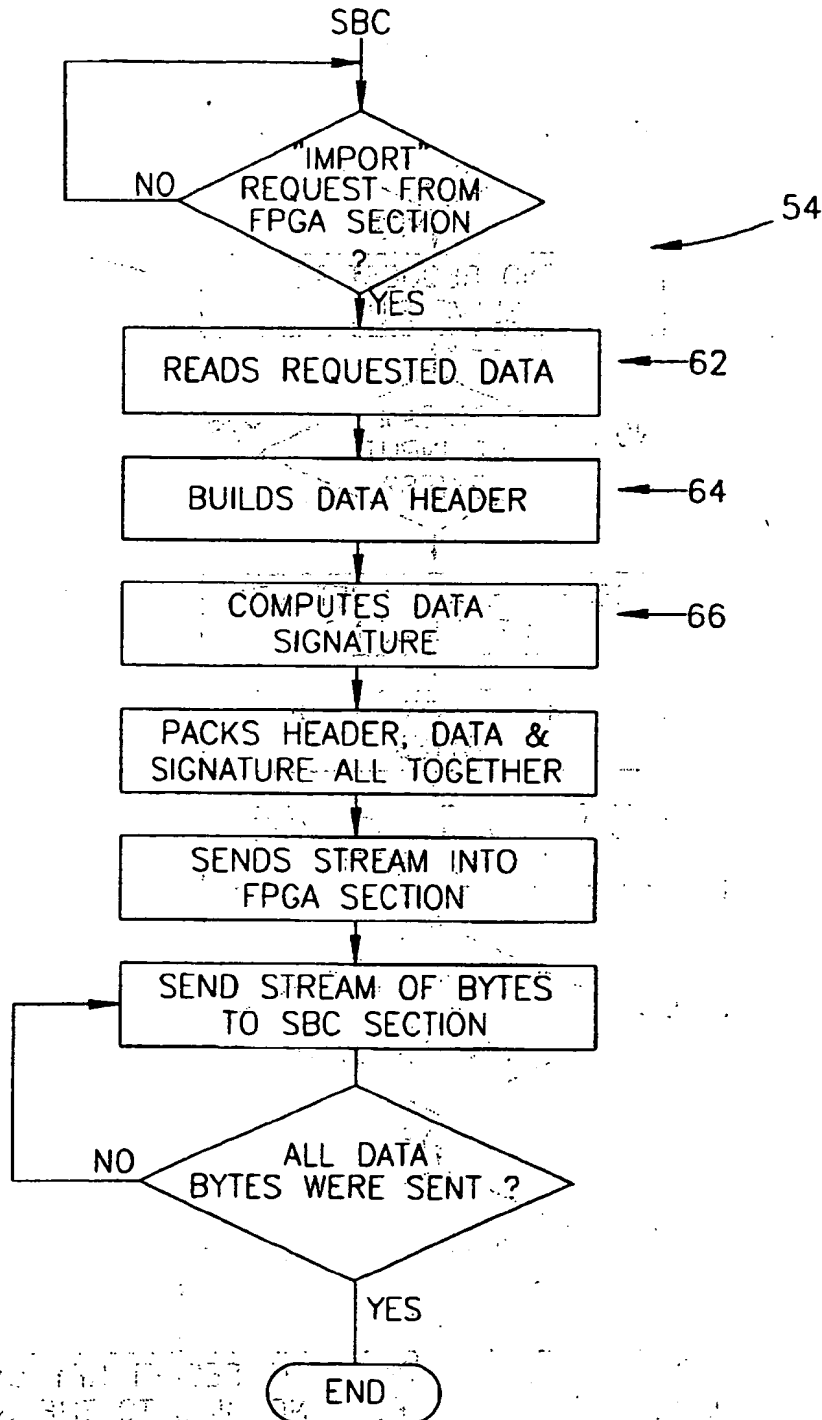 SBC
"IMPORT"
REQUEST FROM
FPGA SECTION
?
NO
YES
54
READS REQUESTED DATA
62
BUILDS DATA HEADER
64
COMPUTES DATA
SIGNATURE
66
PACKS HEADER, DATA &
SIGNATURE ALL TOGETHER
SENDS STREAM INTO
FPGA SECTION
SEND STREAM OF BYTES
TO SBC SECTION
NO
ALL DATA
BYTES WERE SENT ?
YES
END